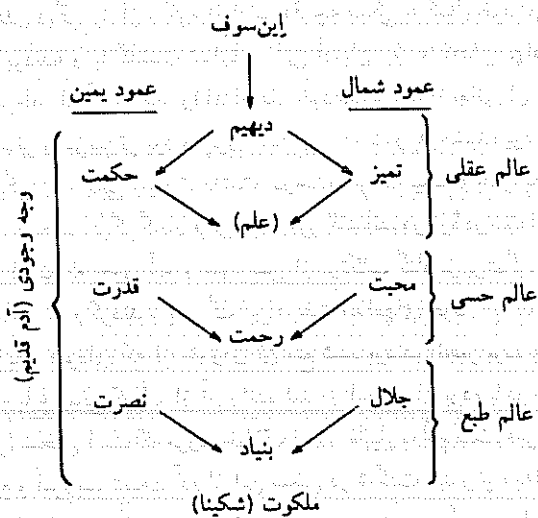 إین‌سوف
عمود شمال
عمود یمین
دیهیم
تمیز
حکمت
(علم)
عالم عقلی
محبت
قدرت
رحمت
عالم حسی
جلال
نصرت
بنیاد
عالم طبع
وجه وجودی (آدم قدیم)
ملکوت (شکینا)